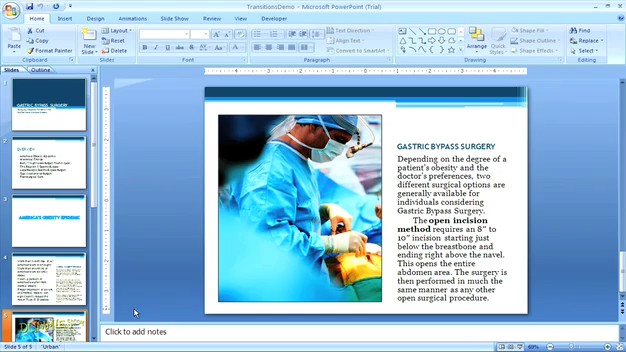 TransitionsDemo - Microsoft PowerPoint (Trial)
Home Insert Design Animations Slide Show Review View Developer
Paste
Cut
Copy
Format Painter
Clipboard
New Slide
Layout
Reset
Delete
Slides
Font
Text Direction
Align Text
Convert to SmartArt
Paragraph
Arrange
Quick Styles
Shape Fill
Shape Outline
Shape Effects
Drawing
Find
Replace
Select
Editing
Slides Outline
1
GASTRIC BYPASS SURGERY
2
OVERVIEW
3
AMERICA'S OBESITY EPIDEMIC
4
5
GASTRIC BYPASS SURGERY
Depending on the degree of a
patient's obesity and the
doctor's preferences, two
different surgical options are
generally available for
individuals considering
Gastric Bypass Surgery.
The open incision
method requires an 8" to
10" incision starting just
below the breastbone and
ending right above the navel.
This opens the entire
abdomen area. The surgery is
then performed in much the
same manner as any other
open surgical procedure.
Click to add notes
Slide 5 of 5 "Urban"
69%